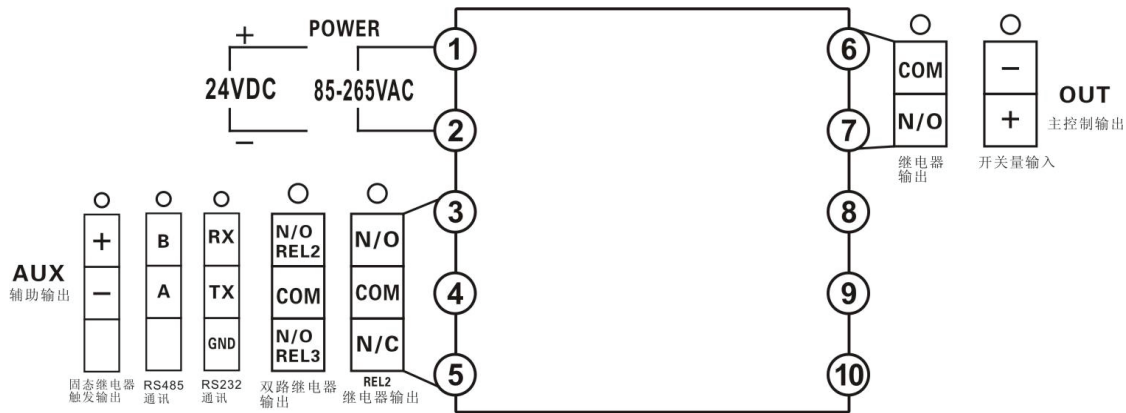 POWER
+
24VDC
85-265VAC
−
1
2
3
4
5
6
7
8
9
10
COM
N/O
继电器
输出
−
+
开关量输入
OUT
主控制输出
AUX
辅助输出
+
−
固态继电器
触发输出
B
A
RS485
通讯
RX
TX
GND
RS232
通讯
N/O
REL2
COM
N/O
REL3
双路继电器
输出
N/O
COM
N/C
REL2
继电器输出